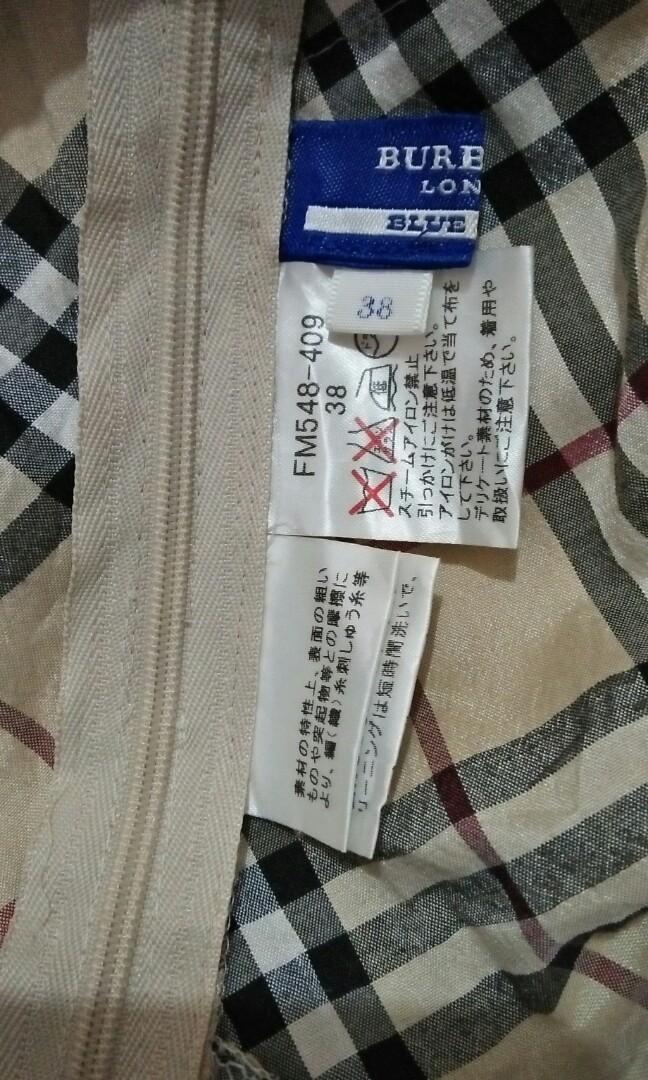 BURB
LON
BLUE
38
FM548-409
38
スチームアイロン禁止
引っかけにご注意下さい。
アイロンがけは低温で当て布を
して下さい。
デリケート素材のため、着用や
取扱いにご注意下さい。
素材の特性上、表面の粗い
ものや突起物等との摩擦に
より、織(編)糸刺しゅう糸等
リーニングは短時間洗いで、